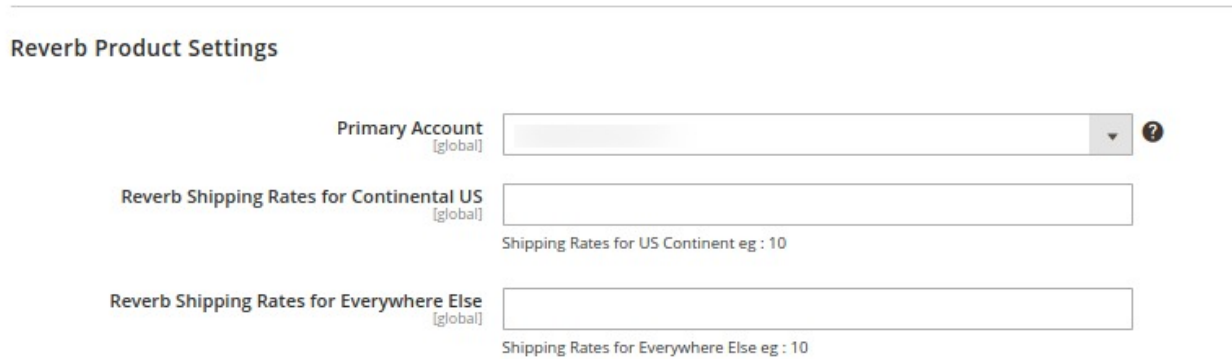 Reverb Product Settings
Primary Account
[global]
?
Reverb Shipping Rates for Continental US
[global]
Shipping Rates for US Continent eg : 10
Reverb Shipping Rates for Everywhere Else
[global]
Shipping Rates for Everywhere Else eg : 10